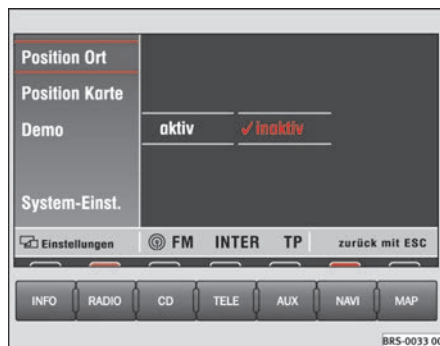 Position Ort
Position Karte
Demo aktiv ✓inaktiv
System-Einst.
Einstellungen FM INTER TP zurück mit ESC
INFO RADIO CD TELE AUX NAVI MAP
BRS-0033 00